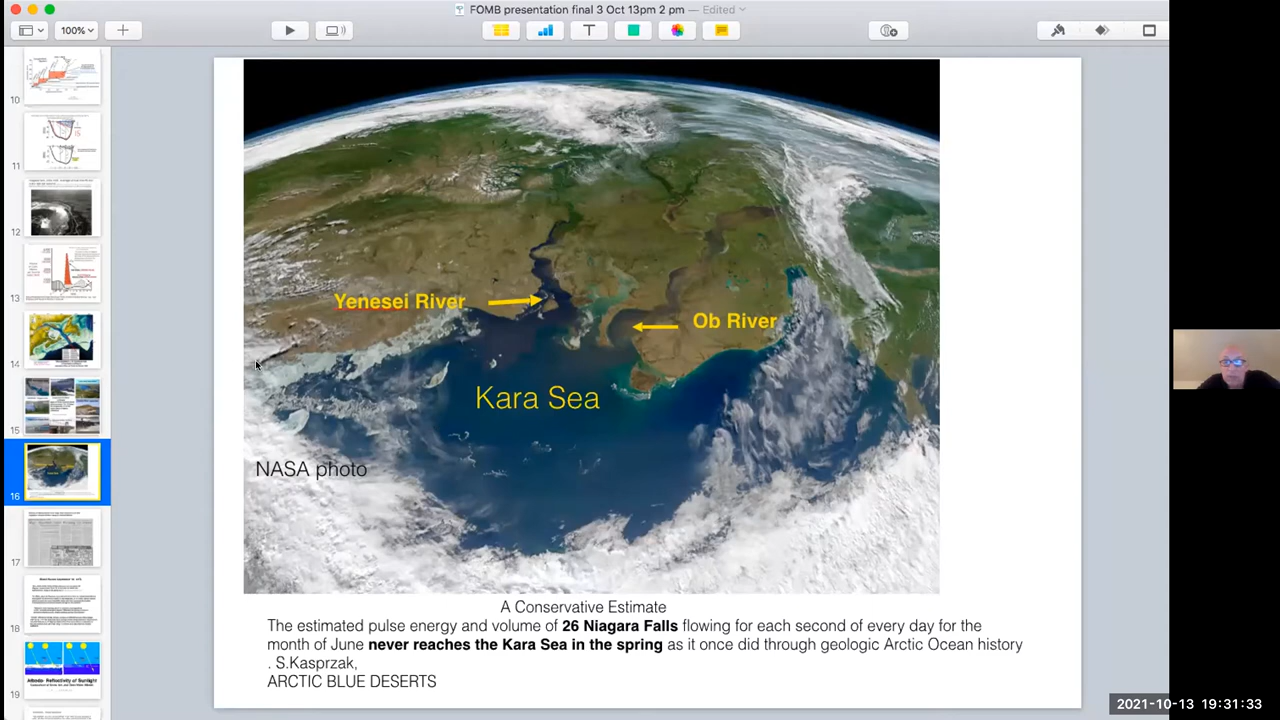 FOMB presentation final 3 Oct 13pm 2 pm — Edited
100%
10
11
12
13
14
15
16
17
18
19
Yenesei River
Ob River
Kara Sea
NASA photo
A Conservative Estimate
The estimated pulse energy and volume of 26 Niagara Falls flowing each second of every day for the
month of June never reaches the Kara Sea in the spring as it once did through geologic Arctic Ocean history
. S.Kasprzak,
ARCTIC BLUE DESERTS
2021-10-13 19:31:33